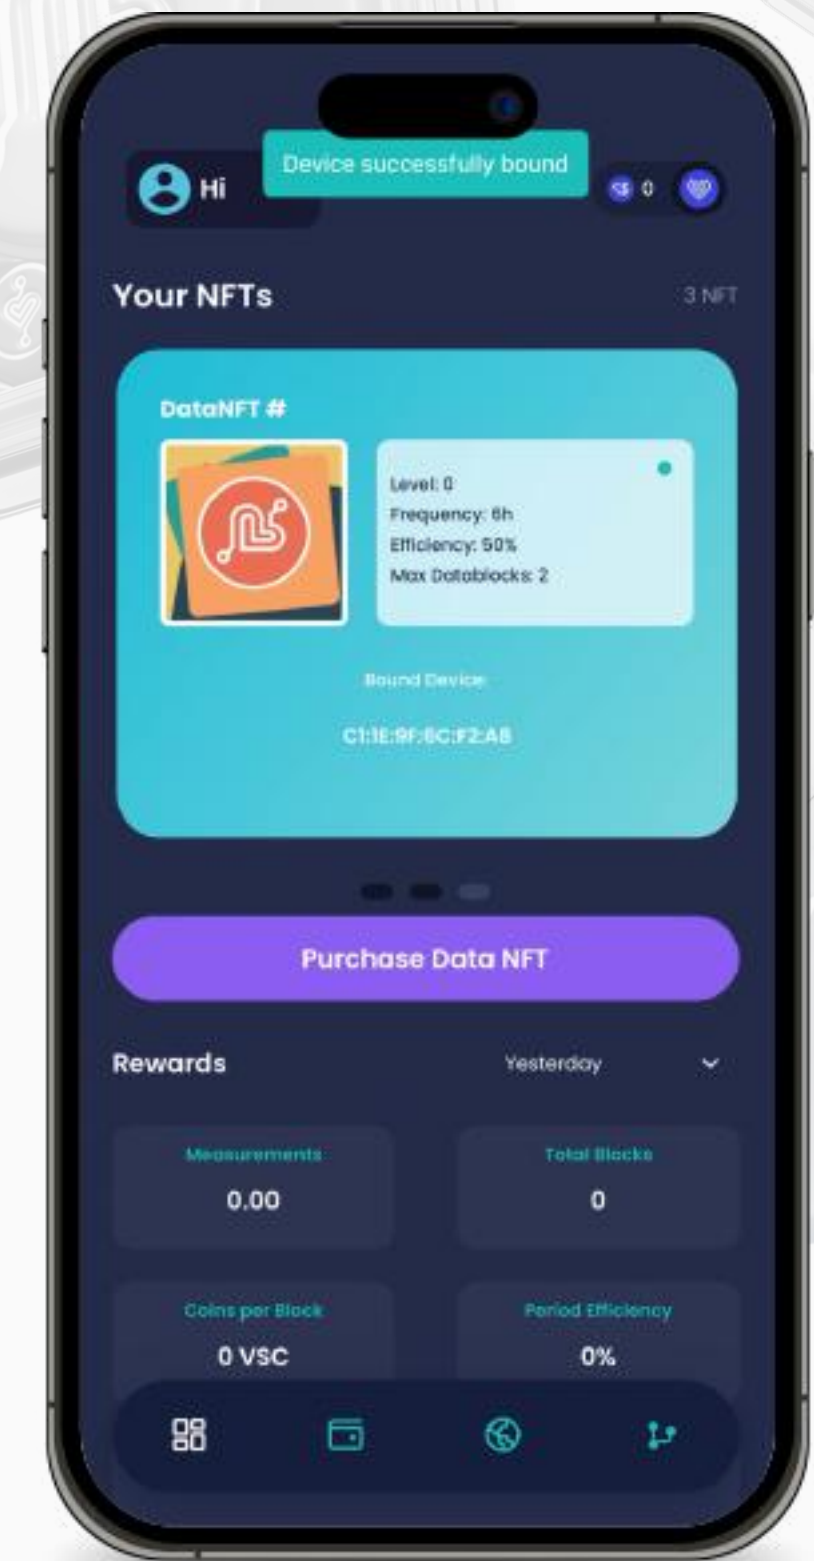 Device successfully bound
Hi
0
Your NFTs
3 NFT
DataNFT #
Level: 0
Frequency: 6h
Efficiency: 50%
Max Datablocks: 2
Bound Device
C1:1E:9F:6C:F2:A8
Purchase Data NFT
Rewards
Yesterday
Measurements
Total Blocks
0.00
0
Coins per Block
Period Efficiency
0 VSC
0%